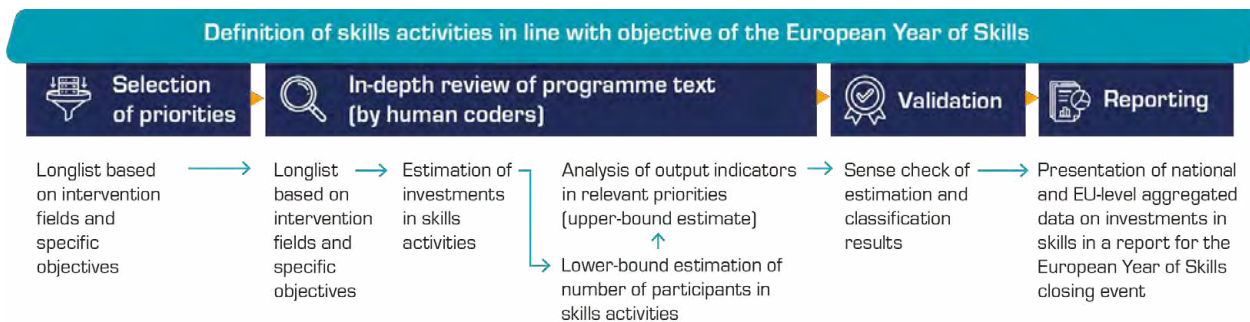 Definition of skills activities in line with objective of the European Year of Skills
Selection
of priorities
In-depth review of programme text
(by human coders)
Validation
Reporting
Longlist based
on intervention
fields and
specific
objectives
Longlist
based on
intervention
fields and
specific
objectives
Estimation of
investments
in skills
activities
Analysis of output indicators
in relevant priorities
(upper-bound estimate)
Lower-bound estimation of
number of participants in
skills activities
Sense check of
estimation and
classification
results
Presentation of national
and EU-level aggregated
data on investments in
skills in a report for the
European Year of Skills
closing event